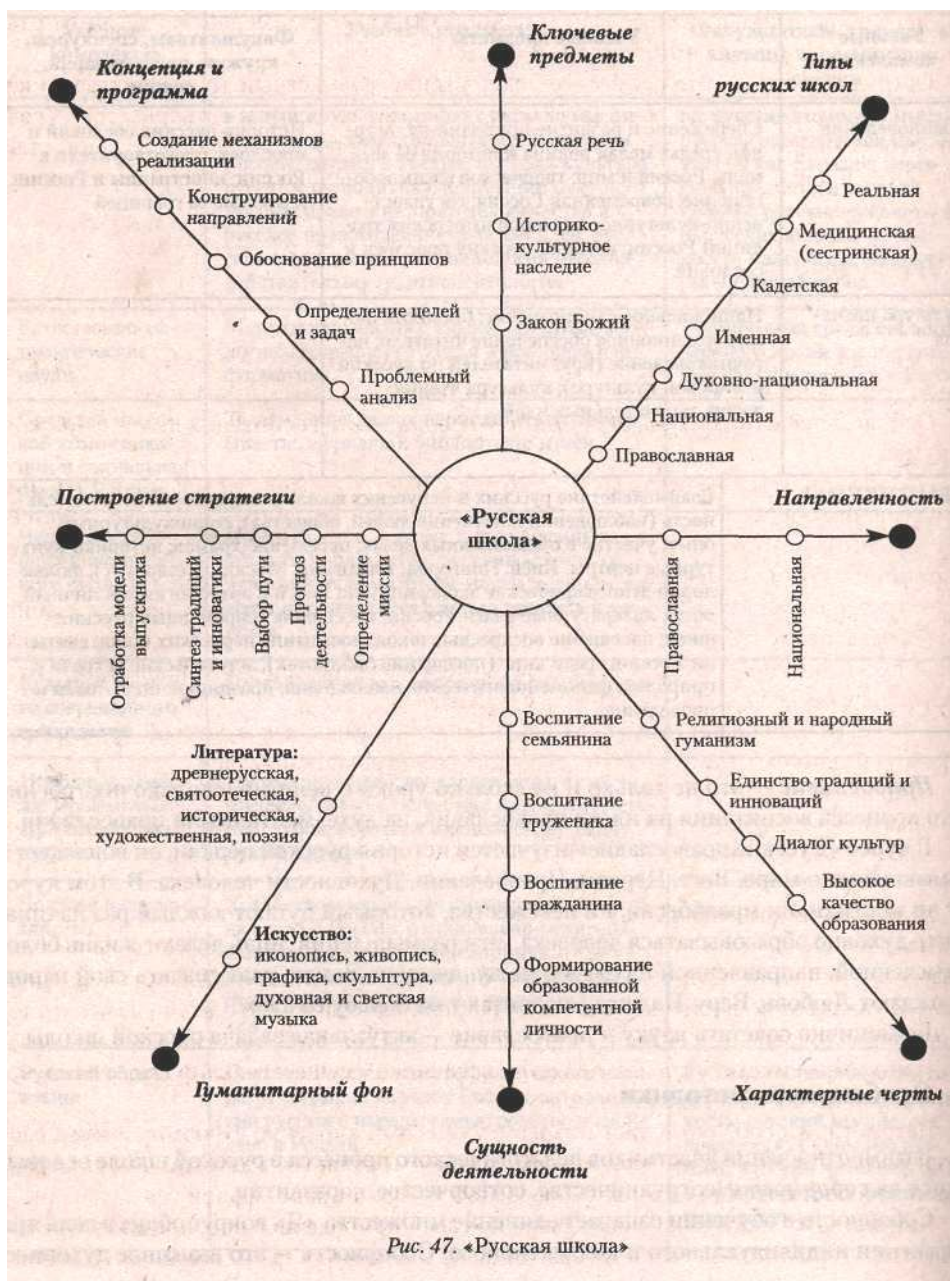 Ключевые
предметы
Концепция и
программа
Типы
русских школ
Создание механизмов
реализации
Конструирование
направлений
Обоснование принципов
Определение целей
и задач
Проблемный
анализ
Русская речь
Историко-
культурное
наследие
Закон Божий
Реальная
Медицинская
(сестринская)
Кадетская
Именная
Духовно-национальная
Национальная
Православная
Построение стратегии
«Русская
школа»
Направленность
Отработка модели
выпускника
Синтез традиций
и инноватики
Выбор пути
Прогноз
деятельности
Определение
миссии
Православная
Национальная
Литература:
древнерусская,
святоотеческая,
историческая,
художественная, поэзия
Искусство:
иконопись, живопись,
графика, скульптура,
духовная и светская
музыка
Гуманитарный фон
Воспитание
семьянина
Воспитание
труженика
Воспитание
гражданина
Формирование
образованной
компетентной
личности
Сущность
деятельности
Религиозный и народный
гуманизм
Единство традиций и
инноваций
Диалог культур
Высокое
качество
образования
Характерные черты
Рис. 47. «Русская школа»